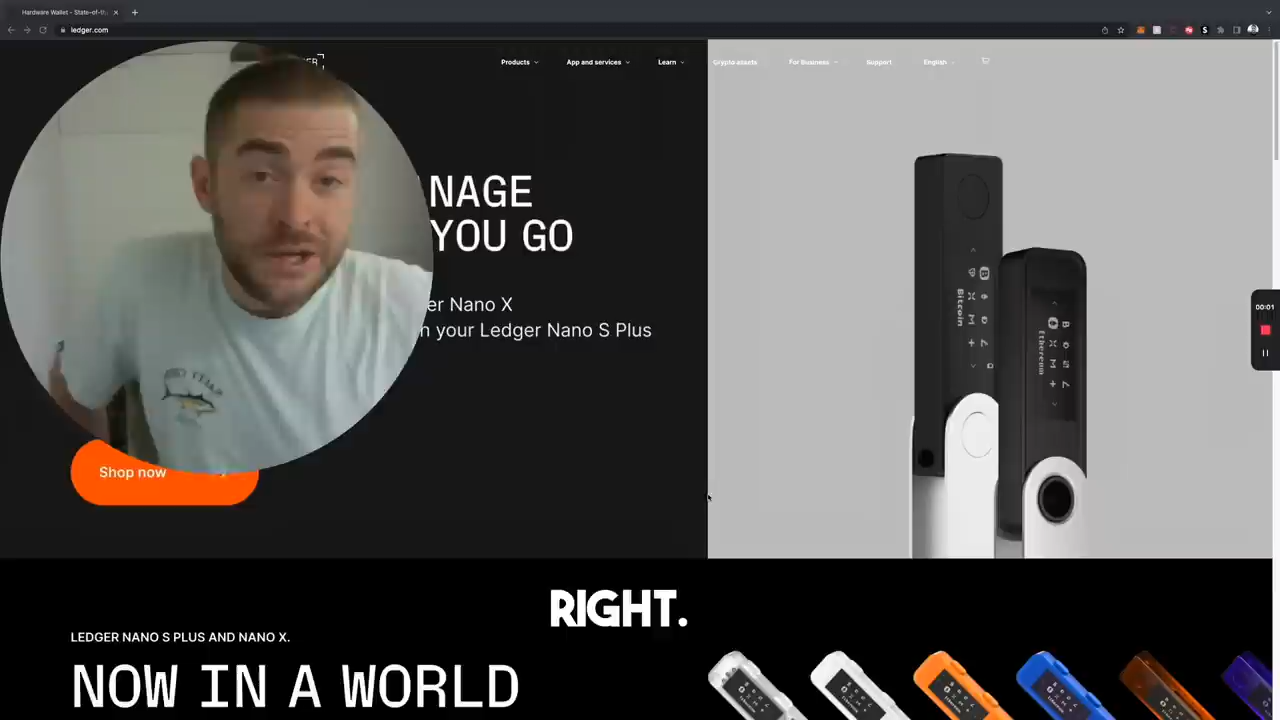 Hardware Wallet - State-of-th
ledger.com
Products
App and services
Learn
Crypto assets
For Business
Support
English
NAGE
YOU GO
er Nano X
n your Ledger Nano S Plus
Shop now
Bitcoin
Ethereum
00:01
RIGHT.
LEDGER NANO S PLUS AND NANO X.
NOW IN A WORLD